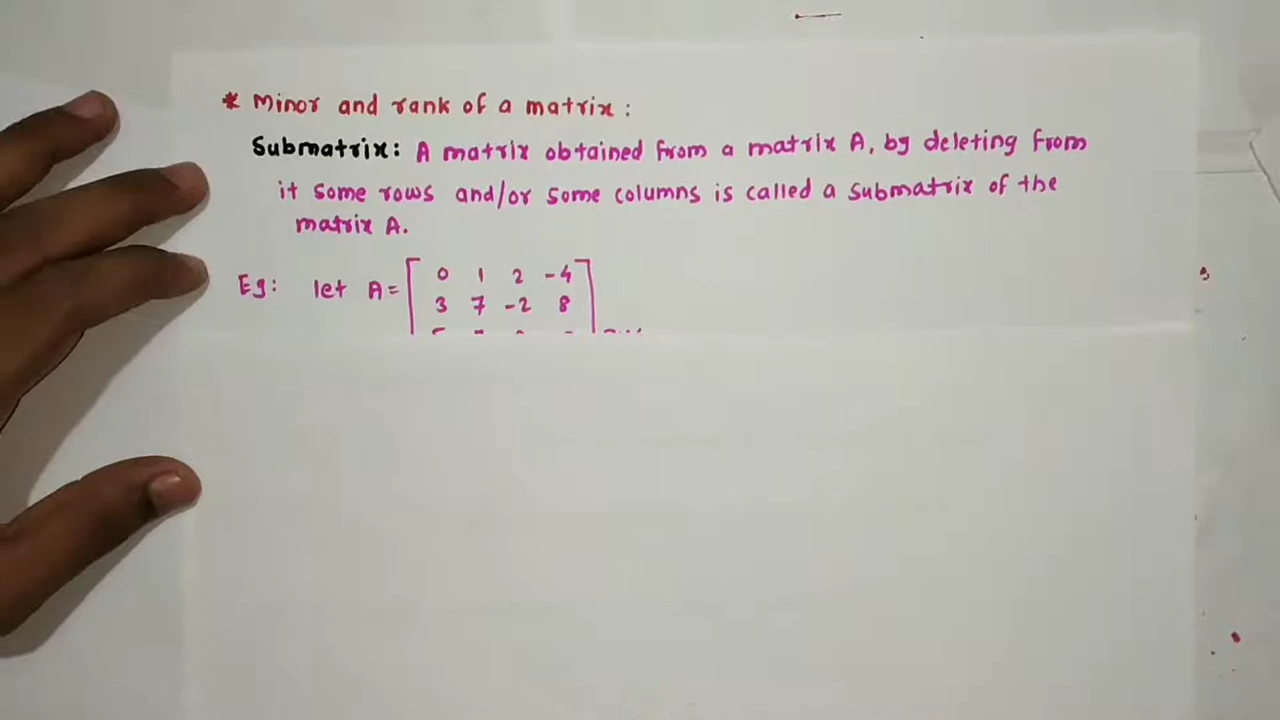 * Minor and rank of a matrix:
Submatrix: A matrix obtained from a matrix A, by deleting from
it some rows and/or some columns is called a submatrix of the
matrix A.
Eg: let A = [ 0 1 2 -4
3 7 -2 8